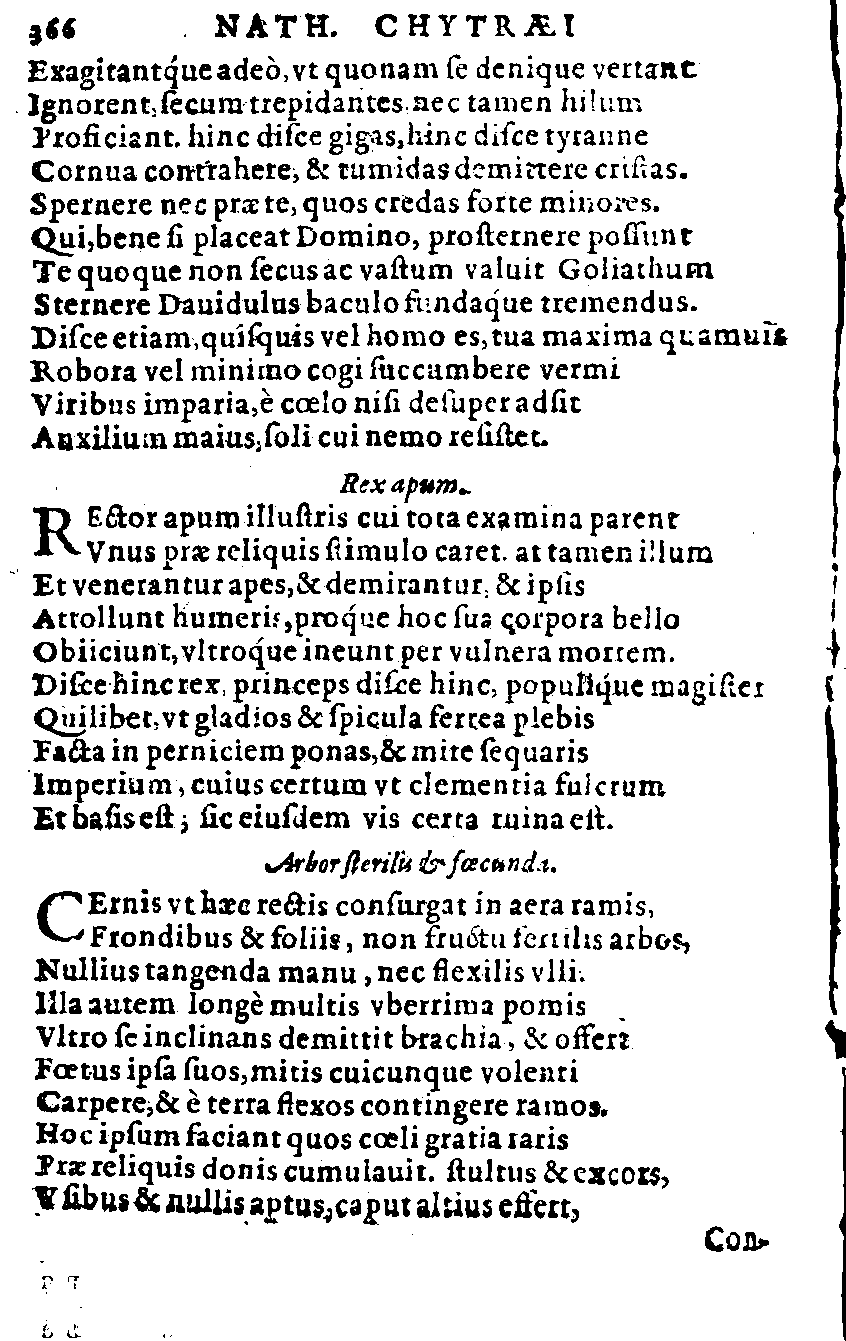 366 NATH. CHYTRÆI
Exagitantq́ue adeò, vt quonam ſe denique vertant
Ignorent, ſecum trepidantes, nec tamen hilum
Proficiant. hinc diſce gigas, hinc diſce tyranne
Cornua contrahere, & tumidas demittere criſtas.
Spernere nec præ te, quos credas forte minores.
Qui, bene ſi placeat Domino, proſternere poſſunt
Te quoque non ſecus ac vaſtum valuit Goliathum
Sternere Dauidulus baculo fundaq́ue tremendus.
Diſce etiam, quiſquis vel homo es, tua maxima quamuis
Robora vel minimo cogi ſuccumbere vermi
Viribus imparia, è cœlo niſi deſuper adſit
Auxilium maius, ſoli cui nemo reſiſtet.
Rex apum.
REctor apum illuſtris cui tota examina parent
Vnus præ reliquis ſtimulo caret. at tamen illum
Et venerantur apes, & demirantur, & ipſis
Attollunt humeris, proq́ue hoc ſua corpora bello
Obiiciunt, vltroq́ue ineunt per vulnera mortem.
Diſce hinc rex, princeps diſce hinc, populiq́ue magiſter
Quilibet, vt gladios & ſpicula ferrea plebis
Facta in perniciem ponas, & mite ſequaris
Imperium, cuius certum vt clementia fulcrum
Et baſis eſt; ſic eiuſdem vis certa ruina eſt.
Arbor ſterilis & fœcunda.
CErnis vt hæc rectis conſurgat in aera ramis,
Frondibus & foliis, non fructu fertilis arbos,
Nullius tangenda manu, nec flexilis vlli.
Illa autem longè multis vberrima pomis
Vltro ſe inclinans demittit brachia, & offert
Fœtus ipſa ſuos, mitis cuicunque volenti
Carpere, & è terra flexos contingere ramos.
Hoc ipſum faciant quos cœli gratia raris
Præ reliquis donis cumulauit. ſtultus & excors,
Vſibus & nullis aptus, caput altius effert,
Con-